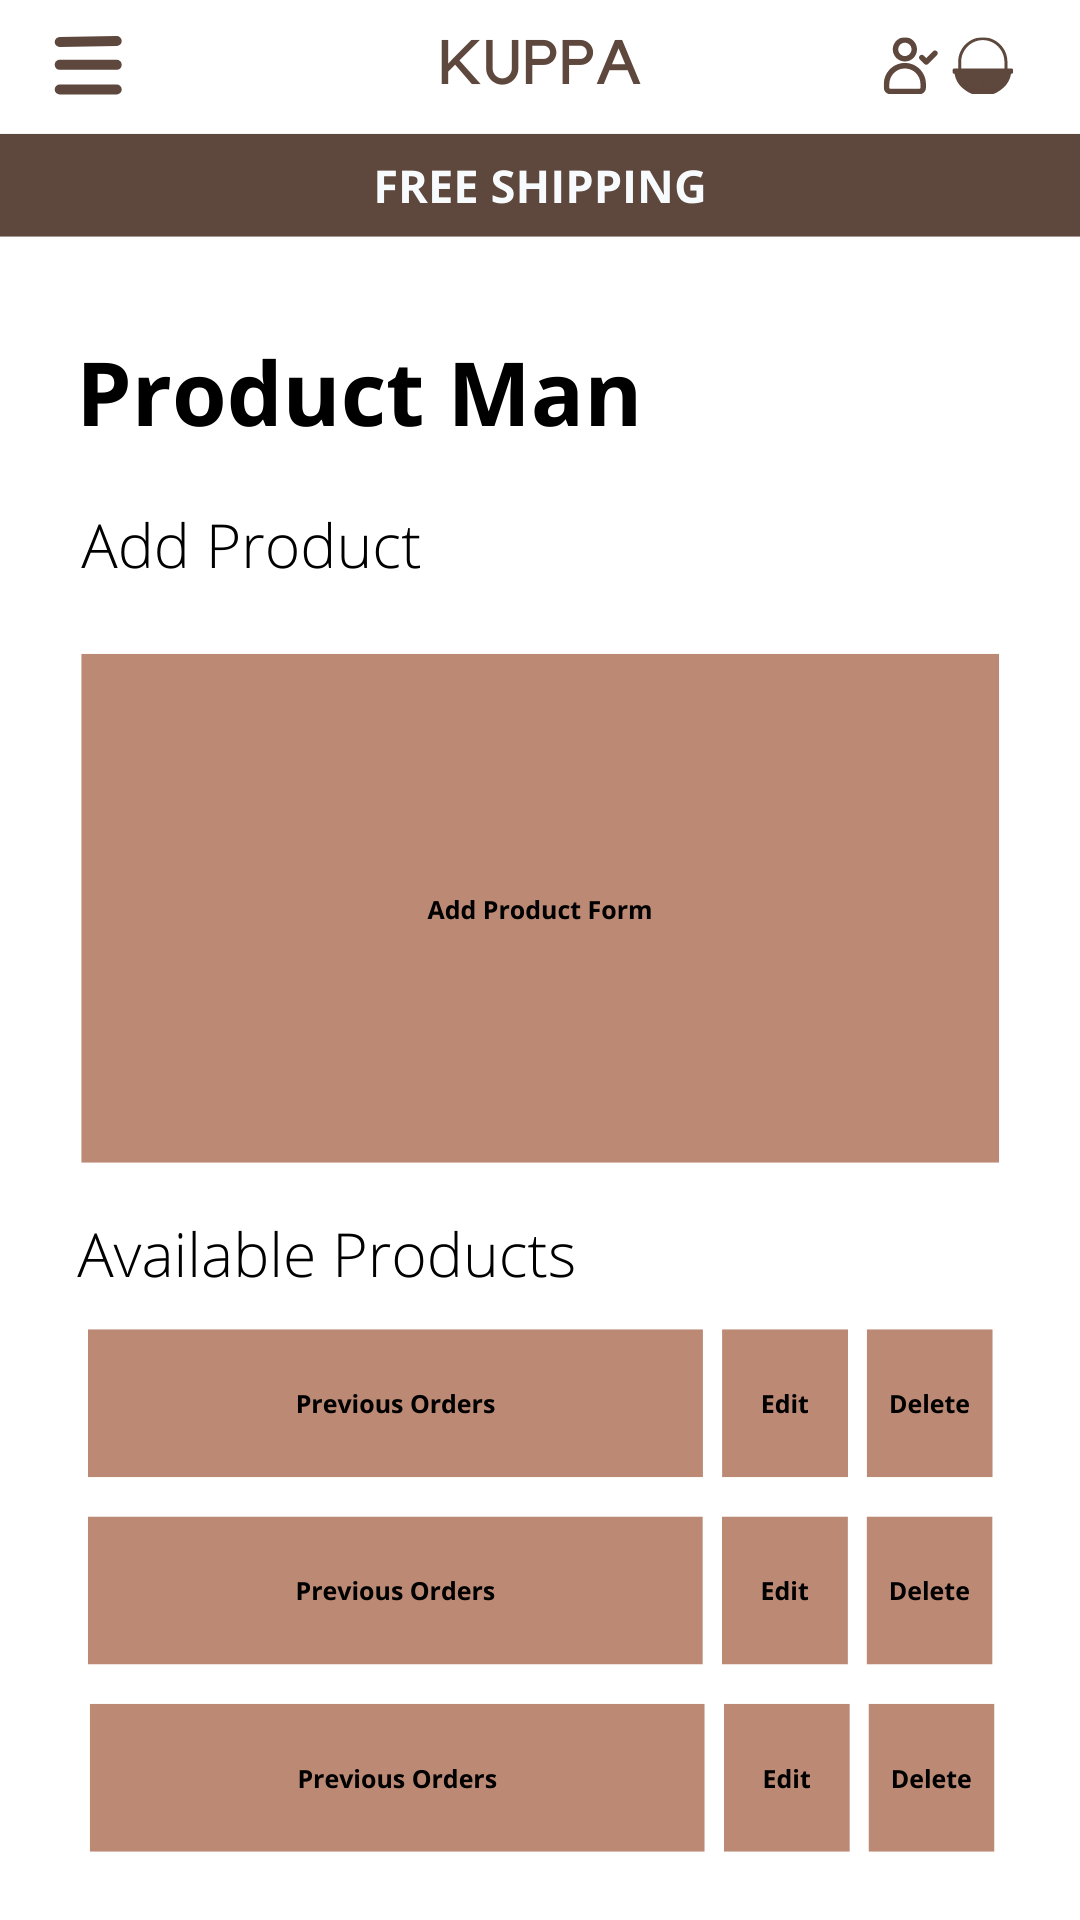 KUPPA
FREE SHIPPING
Product Man
Add Product
Add Product Form
Available Products
Previous Orders Edit Delete
Previous Orders Edit Delete
Previous Orders Edit Delete